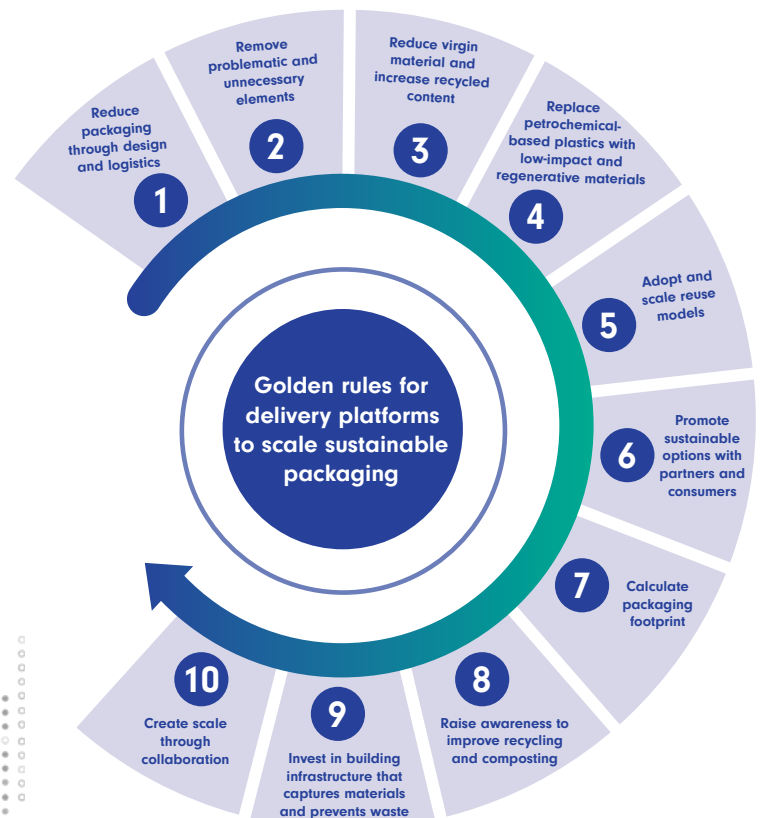 Golden rules for
delivery platforms
to scale sustainable
packaging
1
Reduce
packaging
through design
and logistics
2
Remove
problematic and
unnecessary
elements
3
Reduce virgin
material and
increase recycled
content
4
Replace
petrochemical-
based plastics with
low-impact and
regenerative materials
5
Adopt and
scale reuse
models
6
Promote
sustainable
options with
partners and
consumers
7
Calculate
packaging
footprint
8
Raise awareness to
improve recycling
and composting
9
Invest in building
infrastructure that
captures materials
and prevents waste
10
Create scale
through
collaboration